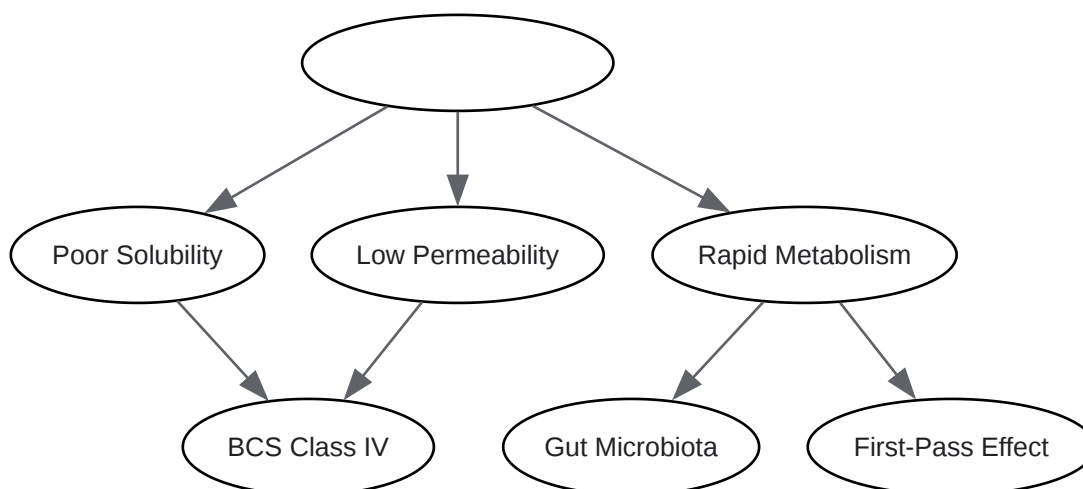 Poor Solubility
Low Permeability
Rapid Metabolism
BCS Class IV
Gut Microbiota
First-Pass Effect